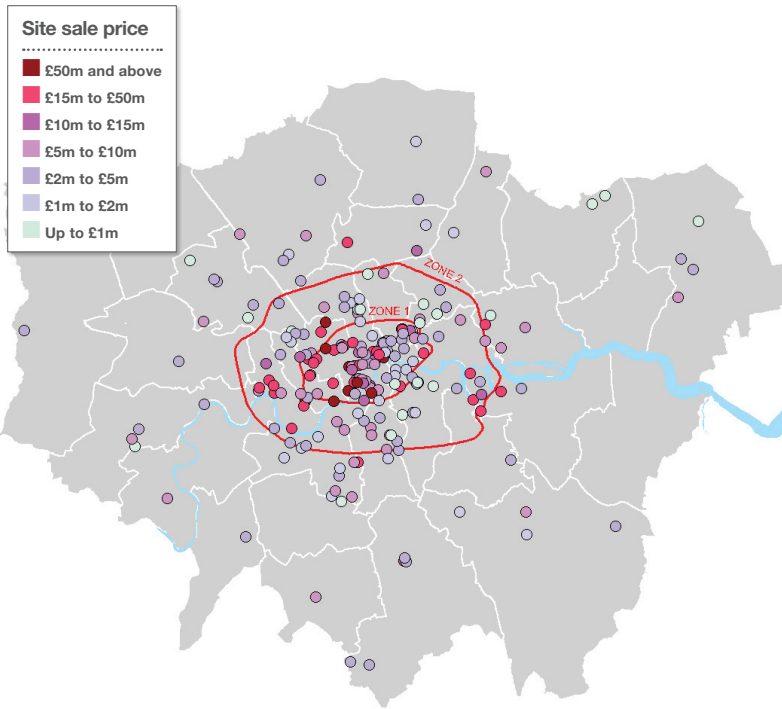 Site sale price
£50m and above
£15m to £50m
£10m to £15m
£5m to £10m
£2m to £5m
£1m to £2m
Up to £1m
ZONE 2
ZONE 1